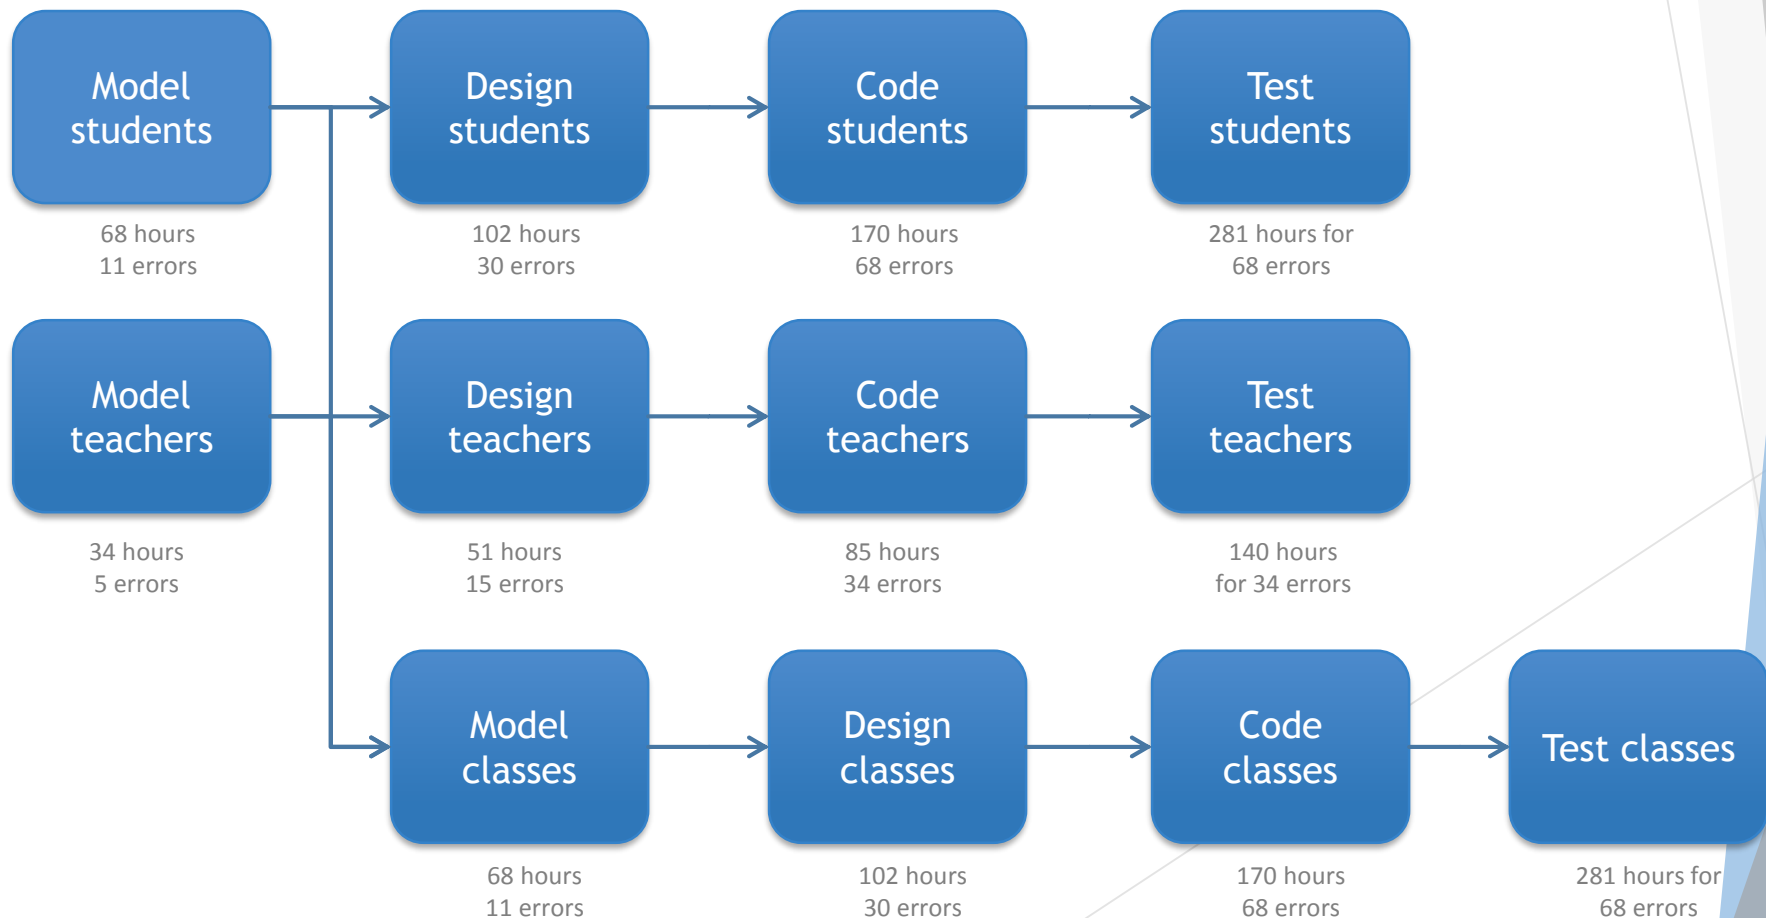 Model
students
Design
students
Code
students
Test
students
68 hours
11 errors
102 hours
30 errors
170 hours
68 errors
281 hours for
68 errors
Model
teachers
Design
teachers
Code
teachers
Test
teachers
34 hours
5 errors
51 hours
15 errors
85 hours
34 errors
140 hours
for 34 errors
Model
classes
Design
classes
Code
classes
Test classes
68 hours
11 errors
102 hours
30 errors
170 hours
68 errors
281 hours for
68 errors